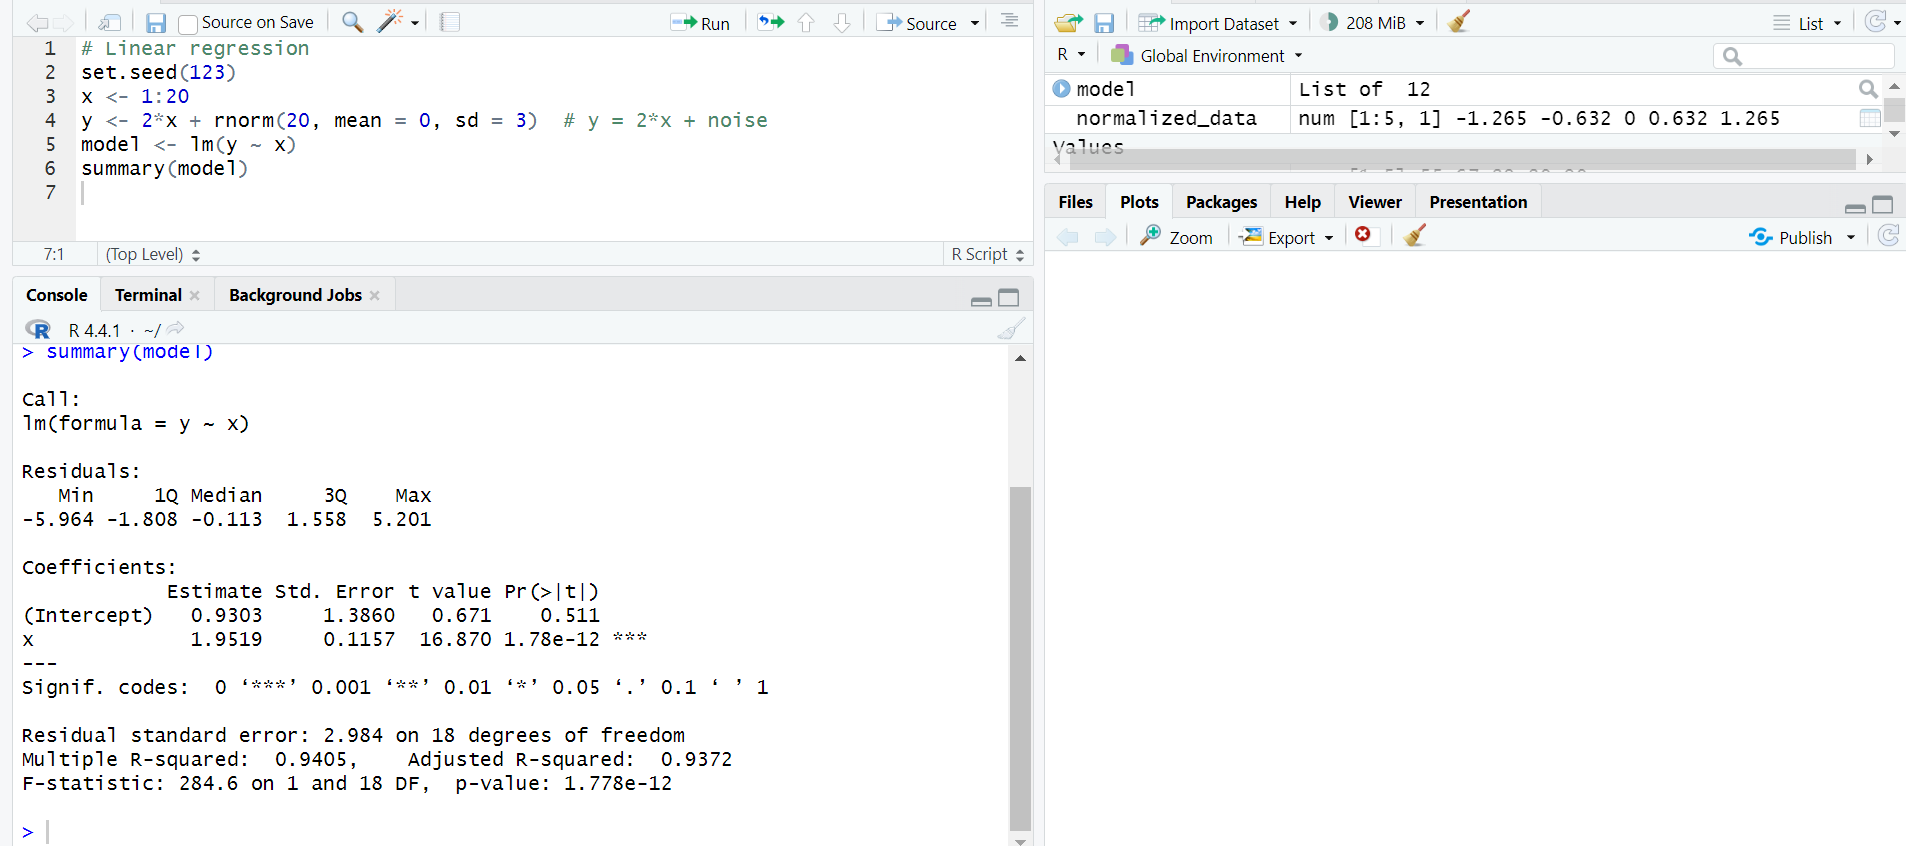 Source on Save Run Source
1 # Linear regression
2 set.seed(123)
3 x <- 1:20
4 y <- 2*x + rnorm(20, mean = 0, sd = 3)  # y = 2*x + noise
5 model <- lm(y ~ x)
6 summary(model)
7
7:1 (Top Level) R Script
Console Terminal Background Jobs
R R 4.4.1 · ~/
> summary(model)
Call:
lm(formula = y ~ x)
Residuals:
   Min     1Q Median     3Q    Max
-5.964 -1.808 -0.113  1.558  5.201
Coefficients:
            Estimate Std. Error t value Pr(>|t|)
(Intercept)   0.9303     1.3860   0.671    0.511
x             1.9519     0.1157  16.870 1.78e-12 ***
---
Signif. codes:  0 ‘***’ 0.001 ‘**’ 0.01 ‘*’ 0.05 ‘.’ 0.1 ‘ ’ 1
Residual standard error: 2.984 on 18 degrees of freedom
Multiple R-squared:  0.9405,    Adjusted R-squared:  0.9372
F-statistic: 284.6 on 1 and 18 DF,  p-value: 1.778e-12
>
Import Dataset 208 MiB List
R Global Environment
model List of  12
normalized_data num [1:5, 1] -1.265 -0.632 0 0.632 1.265
Values
Files Plots Packages Help Viewer Presentation
Zoom Export Publish